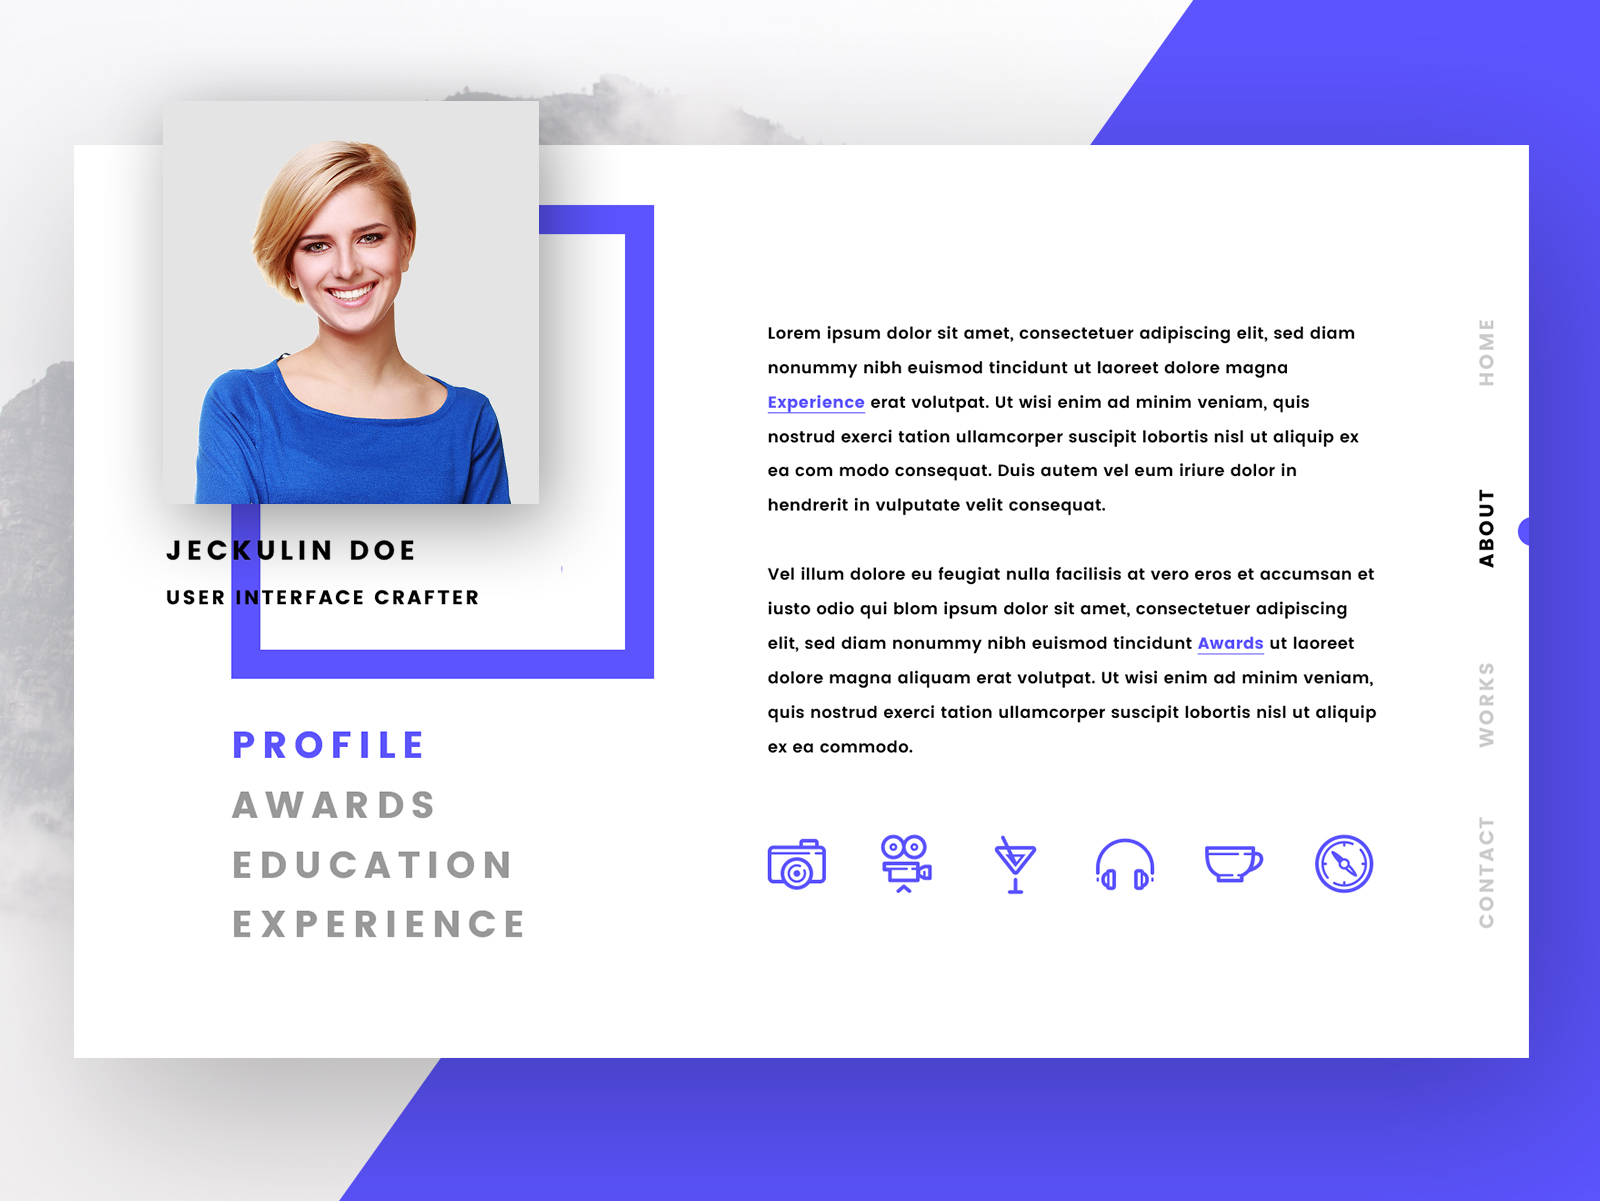 JECKULIN DOE
USER INTERFACE CRAFTER
PROFILE
AWARDS
EDUCATION
EXPERIENCE
Lorem ipsum dolor sit amet, consectetuer adipiscing elit, sed diam
nonummy nibh euismod tincidunt ut laoreet dolore magna
Experience erat volutpat. Ut wisi enim ad minim veniam, quis
nostrud exerci tation ullamcorper suscipit lobortis nisl ut aliquip ex
ea com modo consequat. Duis autem vel eum iriure dolor in
hendrerit in vulputate velit consequat.
Vel illum dolore eu feugiat nulla facilisis at vero eros et accumsan et
iusto odio qui blom ipsum dolor sit amet, consectetuer adipiscing
elit, sed diam nonummy nibh euismod tincidunt Awards ut laoreet
dolore magna aliquam erat volutpat. Ut wisi enim ad minim veniam,
quis nostrud exerci tation ullamcorper suscipit lobortis nisl ut aliquip
ex ea commodo.
HOME
ABOUT
WORKS
CONTACT